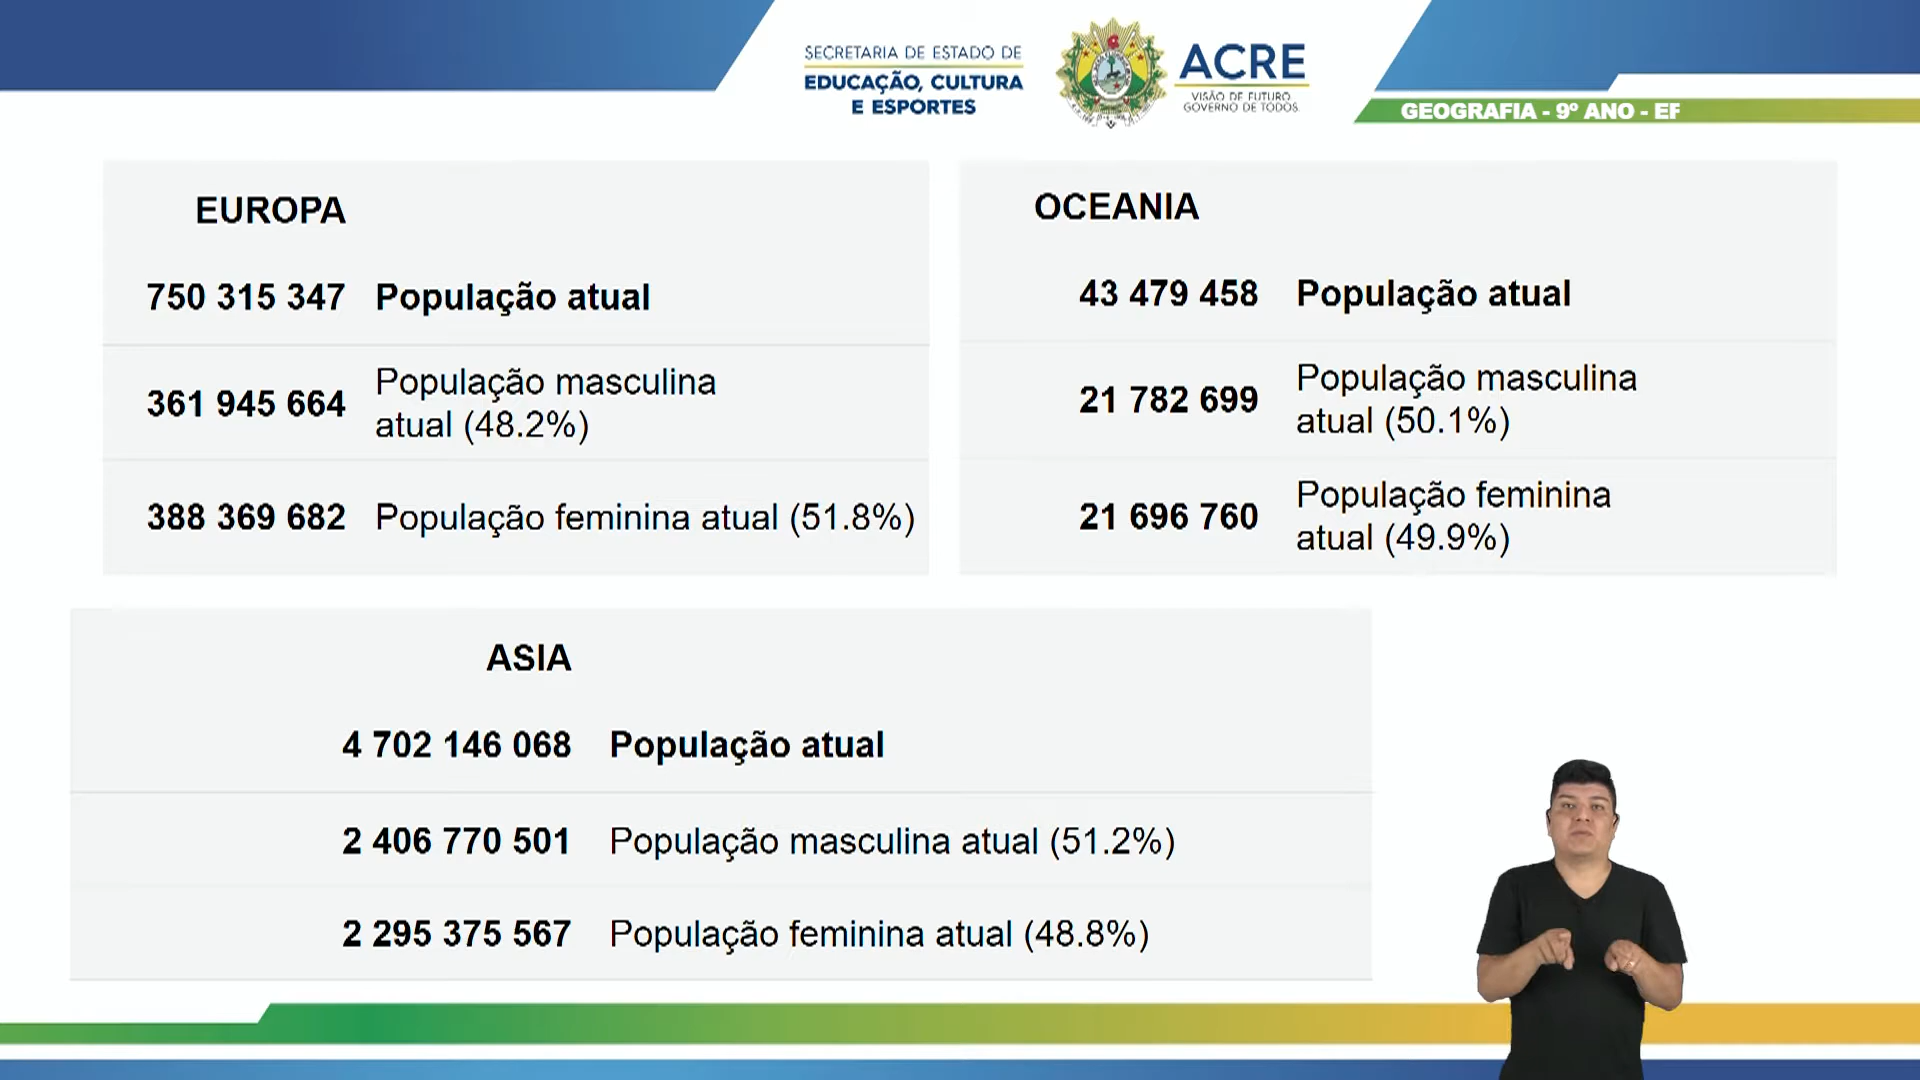 SECRETARIA DE ESTADO DE
EDUCAÇÃO, CULTURA
E ESPORTES
ACRE
VISÃO DE FUTURO
GOVERNO DE TODOS
GEOGRAFIA - 9º ANO - EF
EUROPA
750 315 347 População atual
361 945 664 População masculina
atual (48.2%)
388 369 682 População feminina atual (51.8%)
OCEANIA
43 479 458 População atual
21 782 699 População masculina
atual (50.1%)
21 696 760 População feminina
atual (49.9%)
ASIA
4 702 146 068 População atual
2 406 770 501 População masculina atual (51.2%)
2 295 375 567 População feminina atual (48.8%)